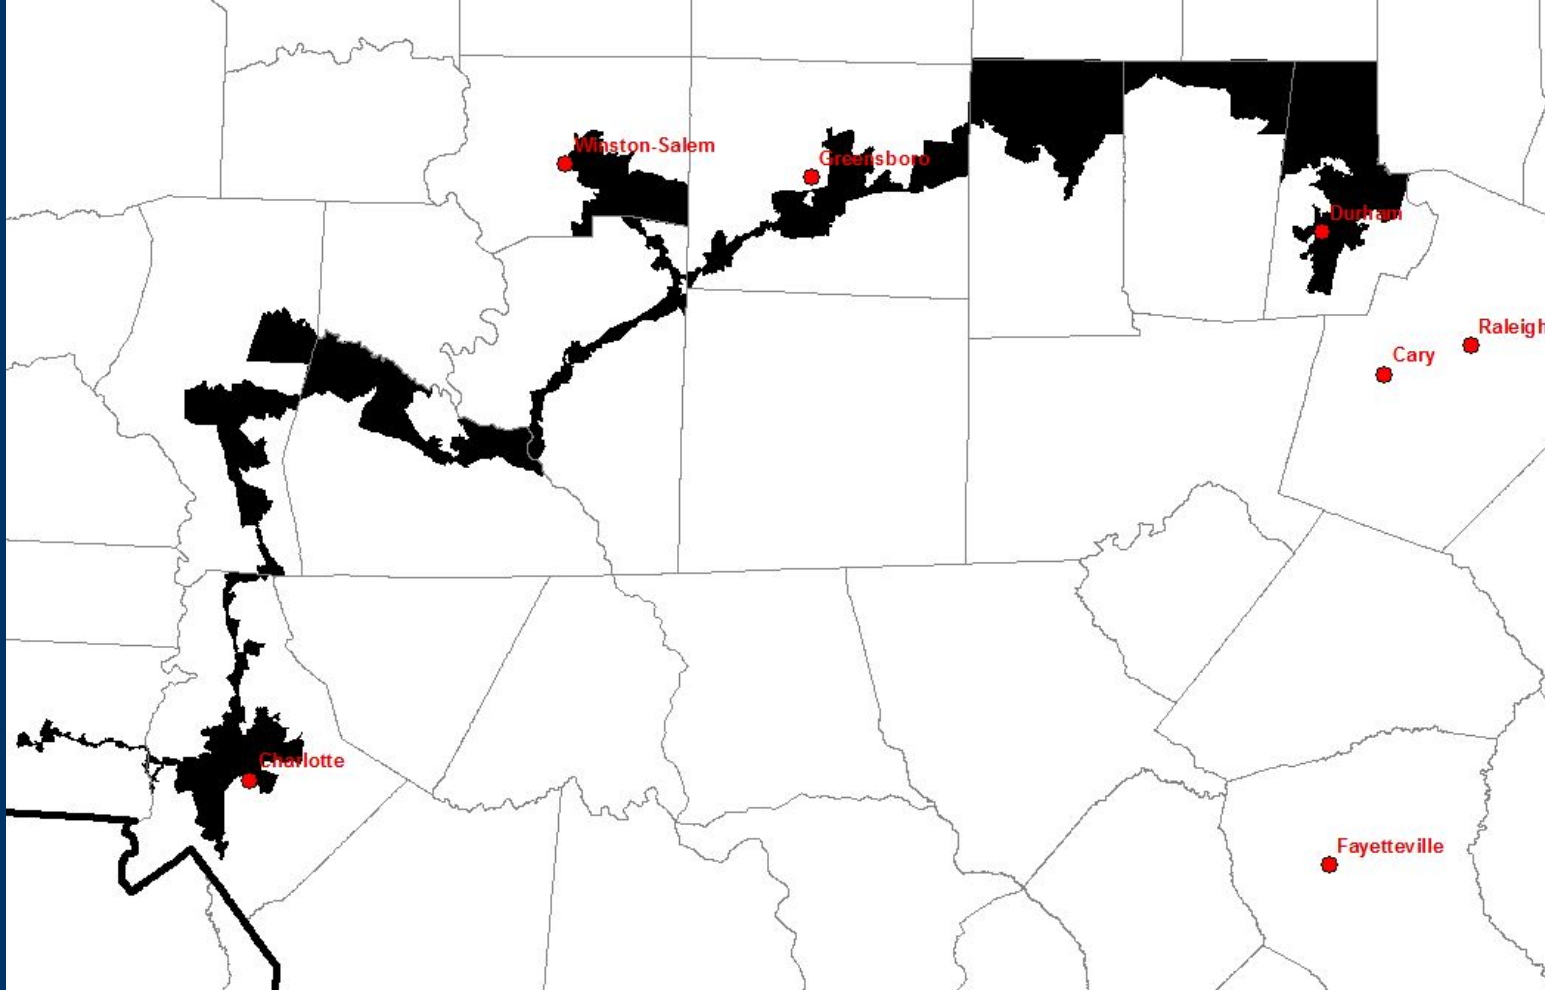 Winston-Salem
Greensboro
Durham
Raleigh
Cary
Charlotte
Fayetteville